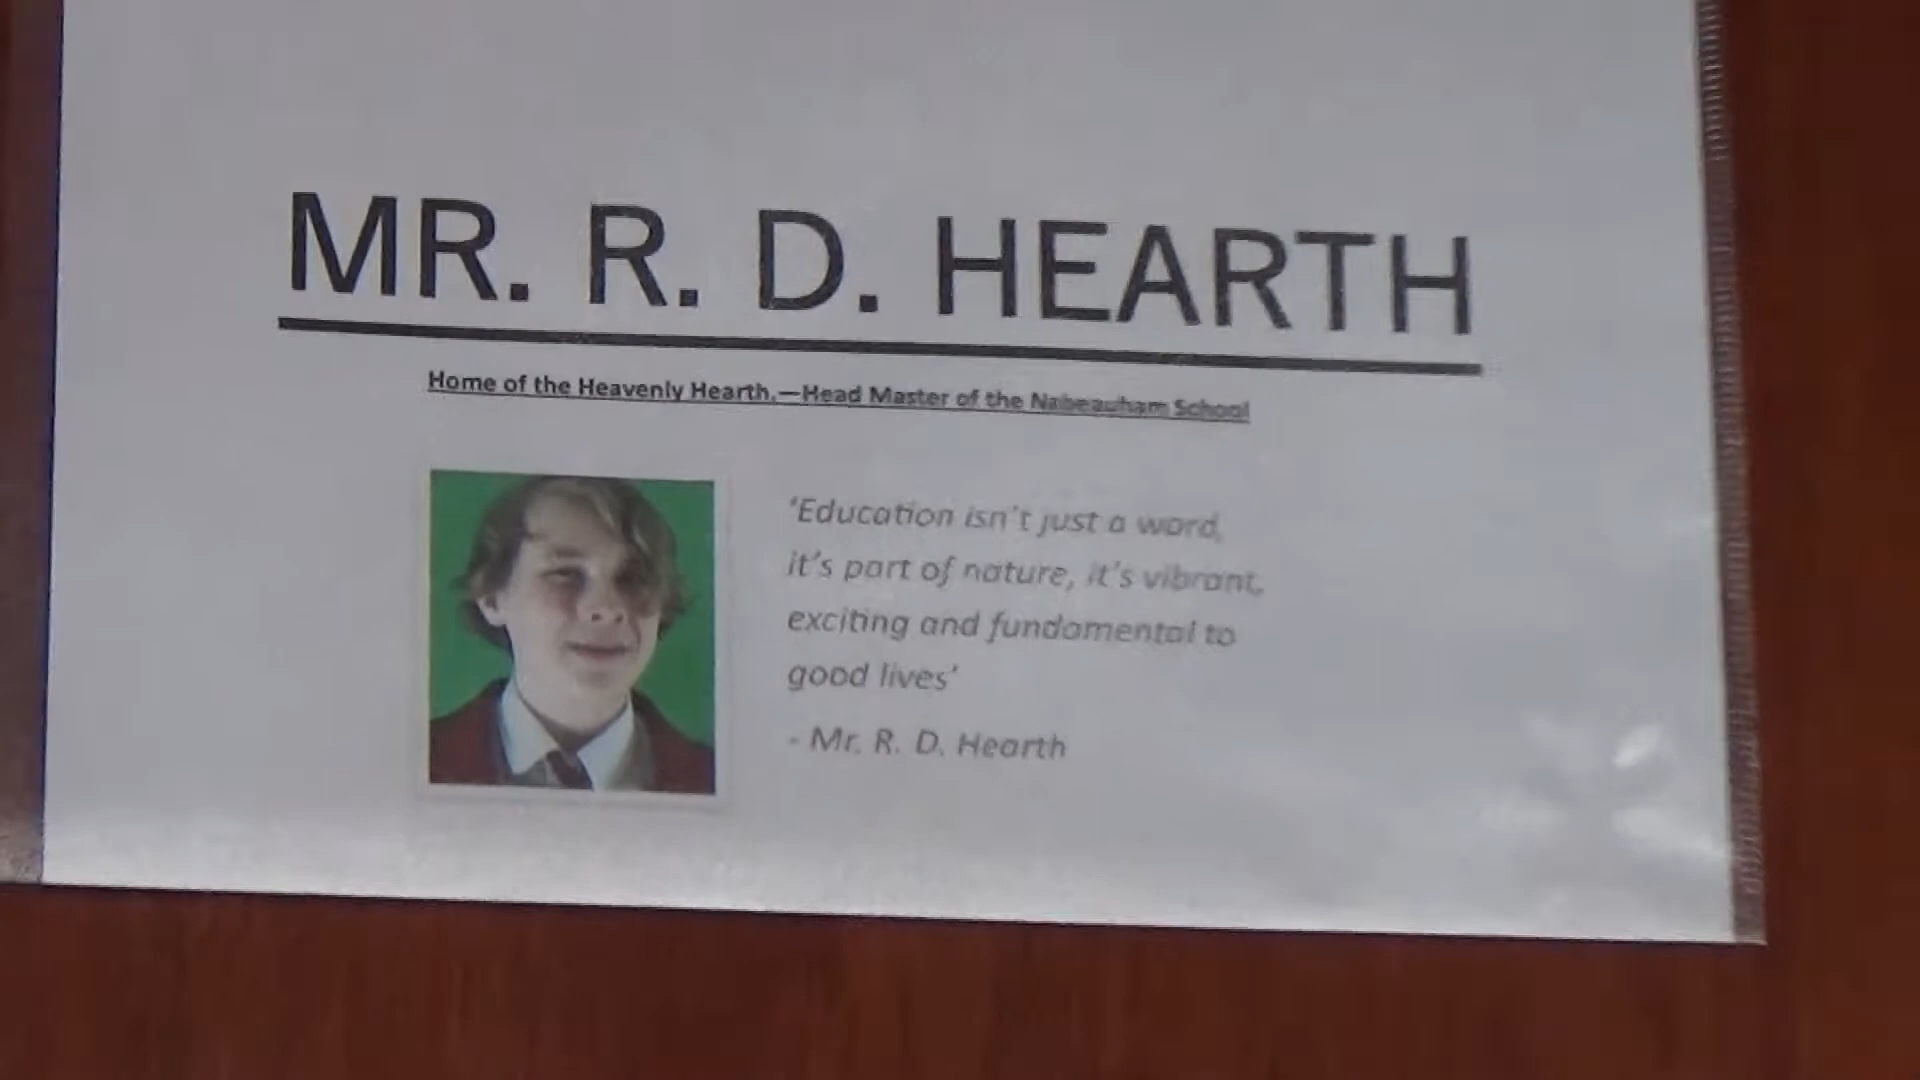 MR. R. D. HEARTH
Home of the Heavenly Hearth.—Head Master of the School
‘Education isn’t just a word,
it’s part of nature, it’s vibrant,
exciting and fundamental to
good lives’
- Mr. R. D. Hearth